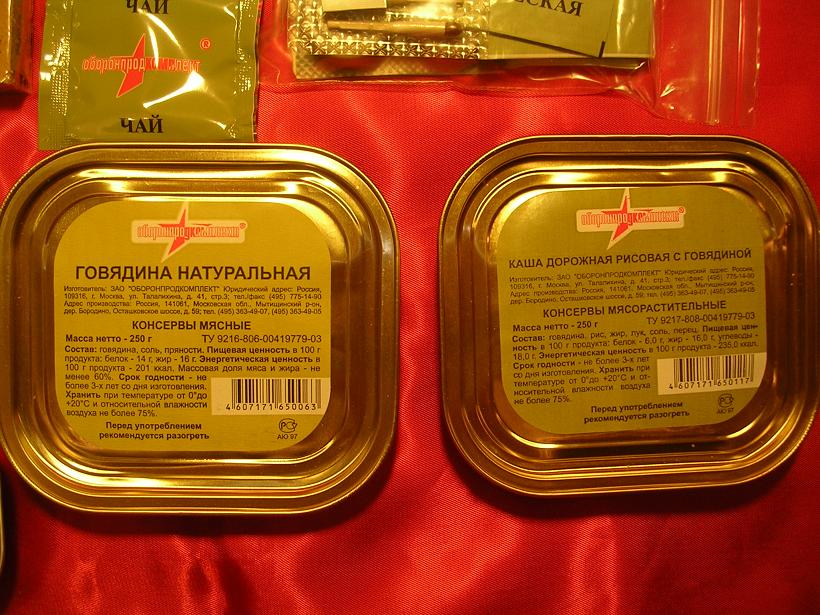 ЧАЙ
оборонпродкомплект ®
ЧАЙ
ЕСКАЯ
оборонпродкомплект ®
ГОВЯДИНА НАТУРАЛЬНАЯ
Изготовитель: ЗАО "ОБОРОНПРОДКОМПЛЕКТ" Юридический адрес: Россия,
109316, г. Москва, ул. Талалихина, д. 41, стр.3; тел./факс (495) 775-14-90
Адрес производства: Россия, 141061, Московская обл., Мытищинский р-он,
дер. Бородино, Осташковское шоссе, д. 59; тел. (495) 363-49-07, (495) 363-49-05
КОНСЕРВЫ МЯСНЫЕ
Масса нетто - 250 г ТУ 9216-806-00419779-03
Состав: говядина, соль, пряности. Пищевая ценность в 100 г
продукта: белок - 14 г, жир - 16 г. Энергетическая ценность в
100 г продукта - 201 ккал. Массовая доля мяса и жира - не
менее 60%. Срок годности - не
более 3-х лет со дня изготовления.
Хранить при температуре от 0°до
+20°С и относительной влажности
воздуха не более 75%.
4 607171 650063
Перед употреблением
рекомендуется разогреть
РСТ
АЮ 97
оборонпродкомплект ®
КАША ДОРОЖНАЯ РИСОВАЯ С ГОВЯДИНОЙ
Изготовитель: ЗАО "ОБОРОНПРОДКОМПЛЕКТ" Юридический адрес: Россия,
109316, г. Москва, ул. Талалихина, д. 41, стр.3; тел./факс (495) 775-14-90
Адрес производства: Россия, 141061, Московская обл., Мытищинский р-он,
дер. Бородино, Осташковское шоссе, д. 59; тел. (495) 363-49-07, (495) 363-49-05
КОНСЕРВЫ МЯСОРАСТИТЕЛЬНЫЕ
Масса нетто - 250 г ТУ 9217-808-00419779-03
Состав: говядина, рис, жир, лук, соль, перец. Пищевая цен-
ность в 100 г продукта: белок - 6,0 г, жир - 16,0 г, углеводы -
18,0 г. Энергетическая ценность в 100 г продукта - 235,0 ккал.
Срок годности - не более 3-х лет
со дня изготовления. Хранить при
температуре от 0°до +20°С и от-
носительной влажности воздуха
не более 75%.
4 607171 650117
Перед употреблением
рекомендуется разогреть
РСТ
АЮ 97